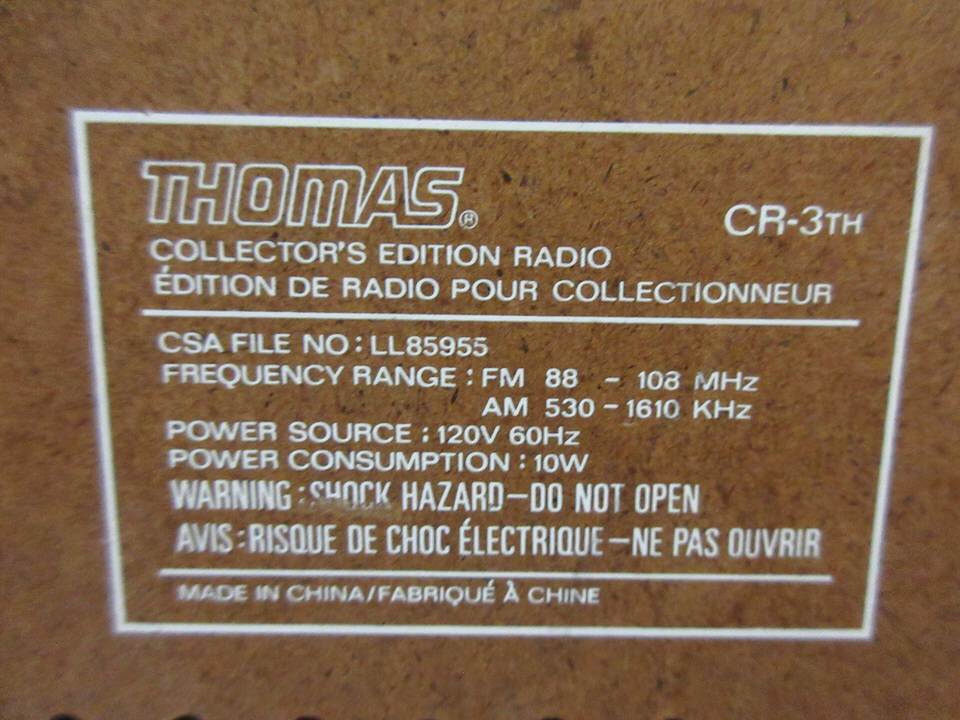 THOMAS®
CR-3TH
COLLECTOR'S EDITION RADIO
ÉDITION DE RADIO POUR COLLECTIONNEUR
CSA FILE NO: LL85955
FREQUENCY RANGE: FM 88 - 108 MHz
AM 530 - 1610 KHz
POWER SOURCE: 120V 60Hz
POWER CONSUMPTION: 10W
WARNING: SHOCK HAZARD—DO NOT OPEN
AVIS: RISQUE DE CHOC ÉLECTRIQUE—NE PAS OUVRIR
MADE IN CHINA/FABRIQUÉ À CHINE